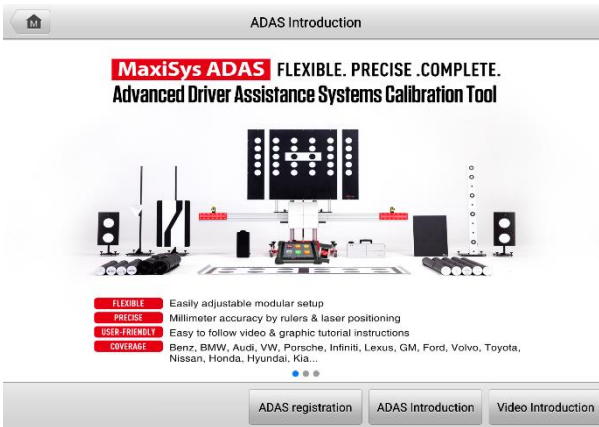 M
ADAS Introduction
MaxiSys ADAS FLEXIBLE. PRECISE .COMPLETE.
Advanced Driver Assistance Systems Calibration Tool
FLEXIBLE Easily adjustable modular setup
PRECISE Millimeter accuracy by rulers & laser positioning
USER-FRIENDLY Easy to follow video & graphic tutorial instructions
COVERAGE Benz, BMW, Audi, VW, Porsche, Infiniti, Lexus, GM, Ford, Volvo, Toyota,
Nissan, Honda, Hyundai, Kia...
ADAS registration ADAS Introduction Video Introduction